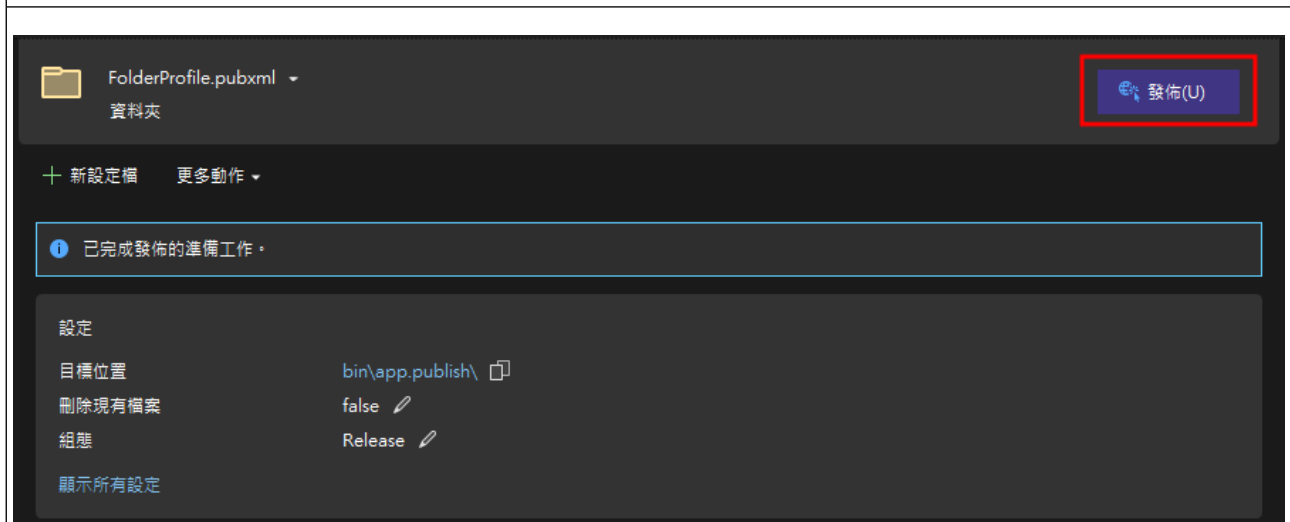 FolderProfile.pubxml
資料夾
發佈(U)
新設定檔 更多動作
已完成發佈的準備工作。
設定
目標位置 bin\app.publish\
刪除現有檔案 false
組態 Release
顯示所有設定